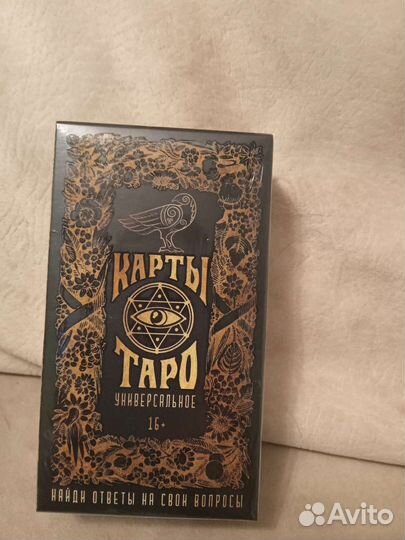 КАРТЫ
ТАРО
УНИВЕРСАЛЬНОЕ
16+
НАЙДИ ОТВЕТЫ НА СВОИ ВОПРОСЫ
Avito